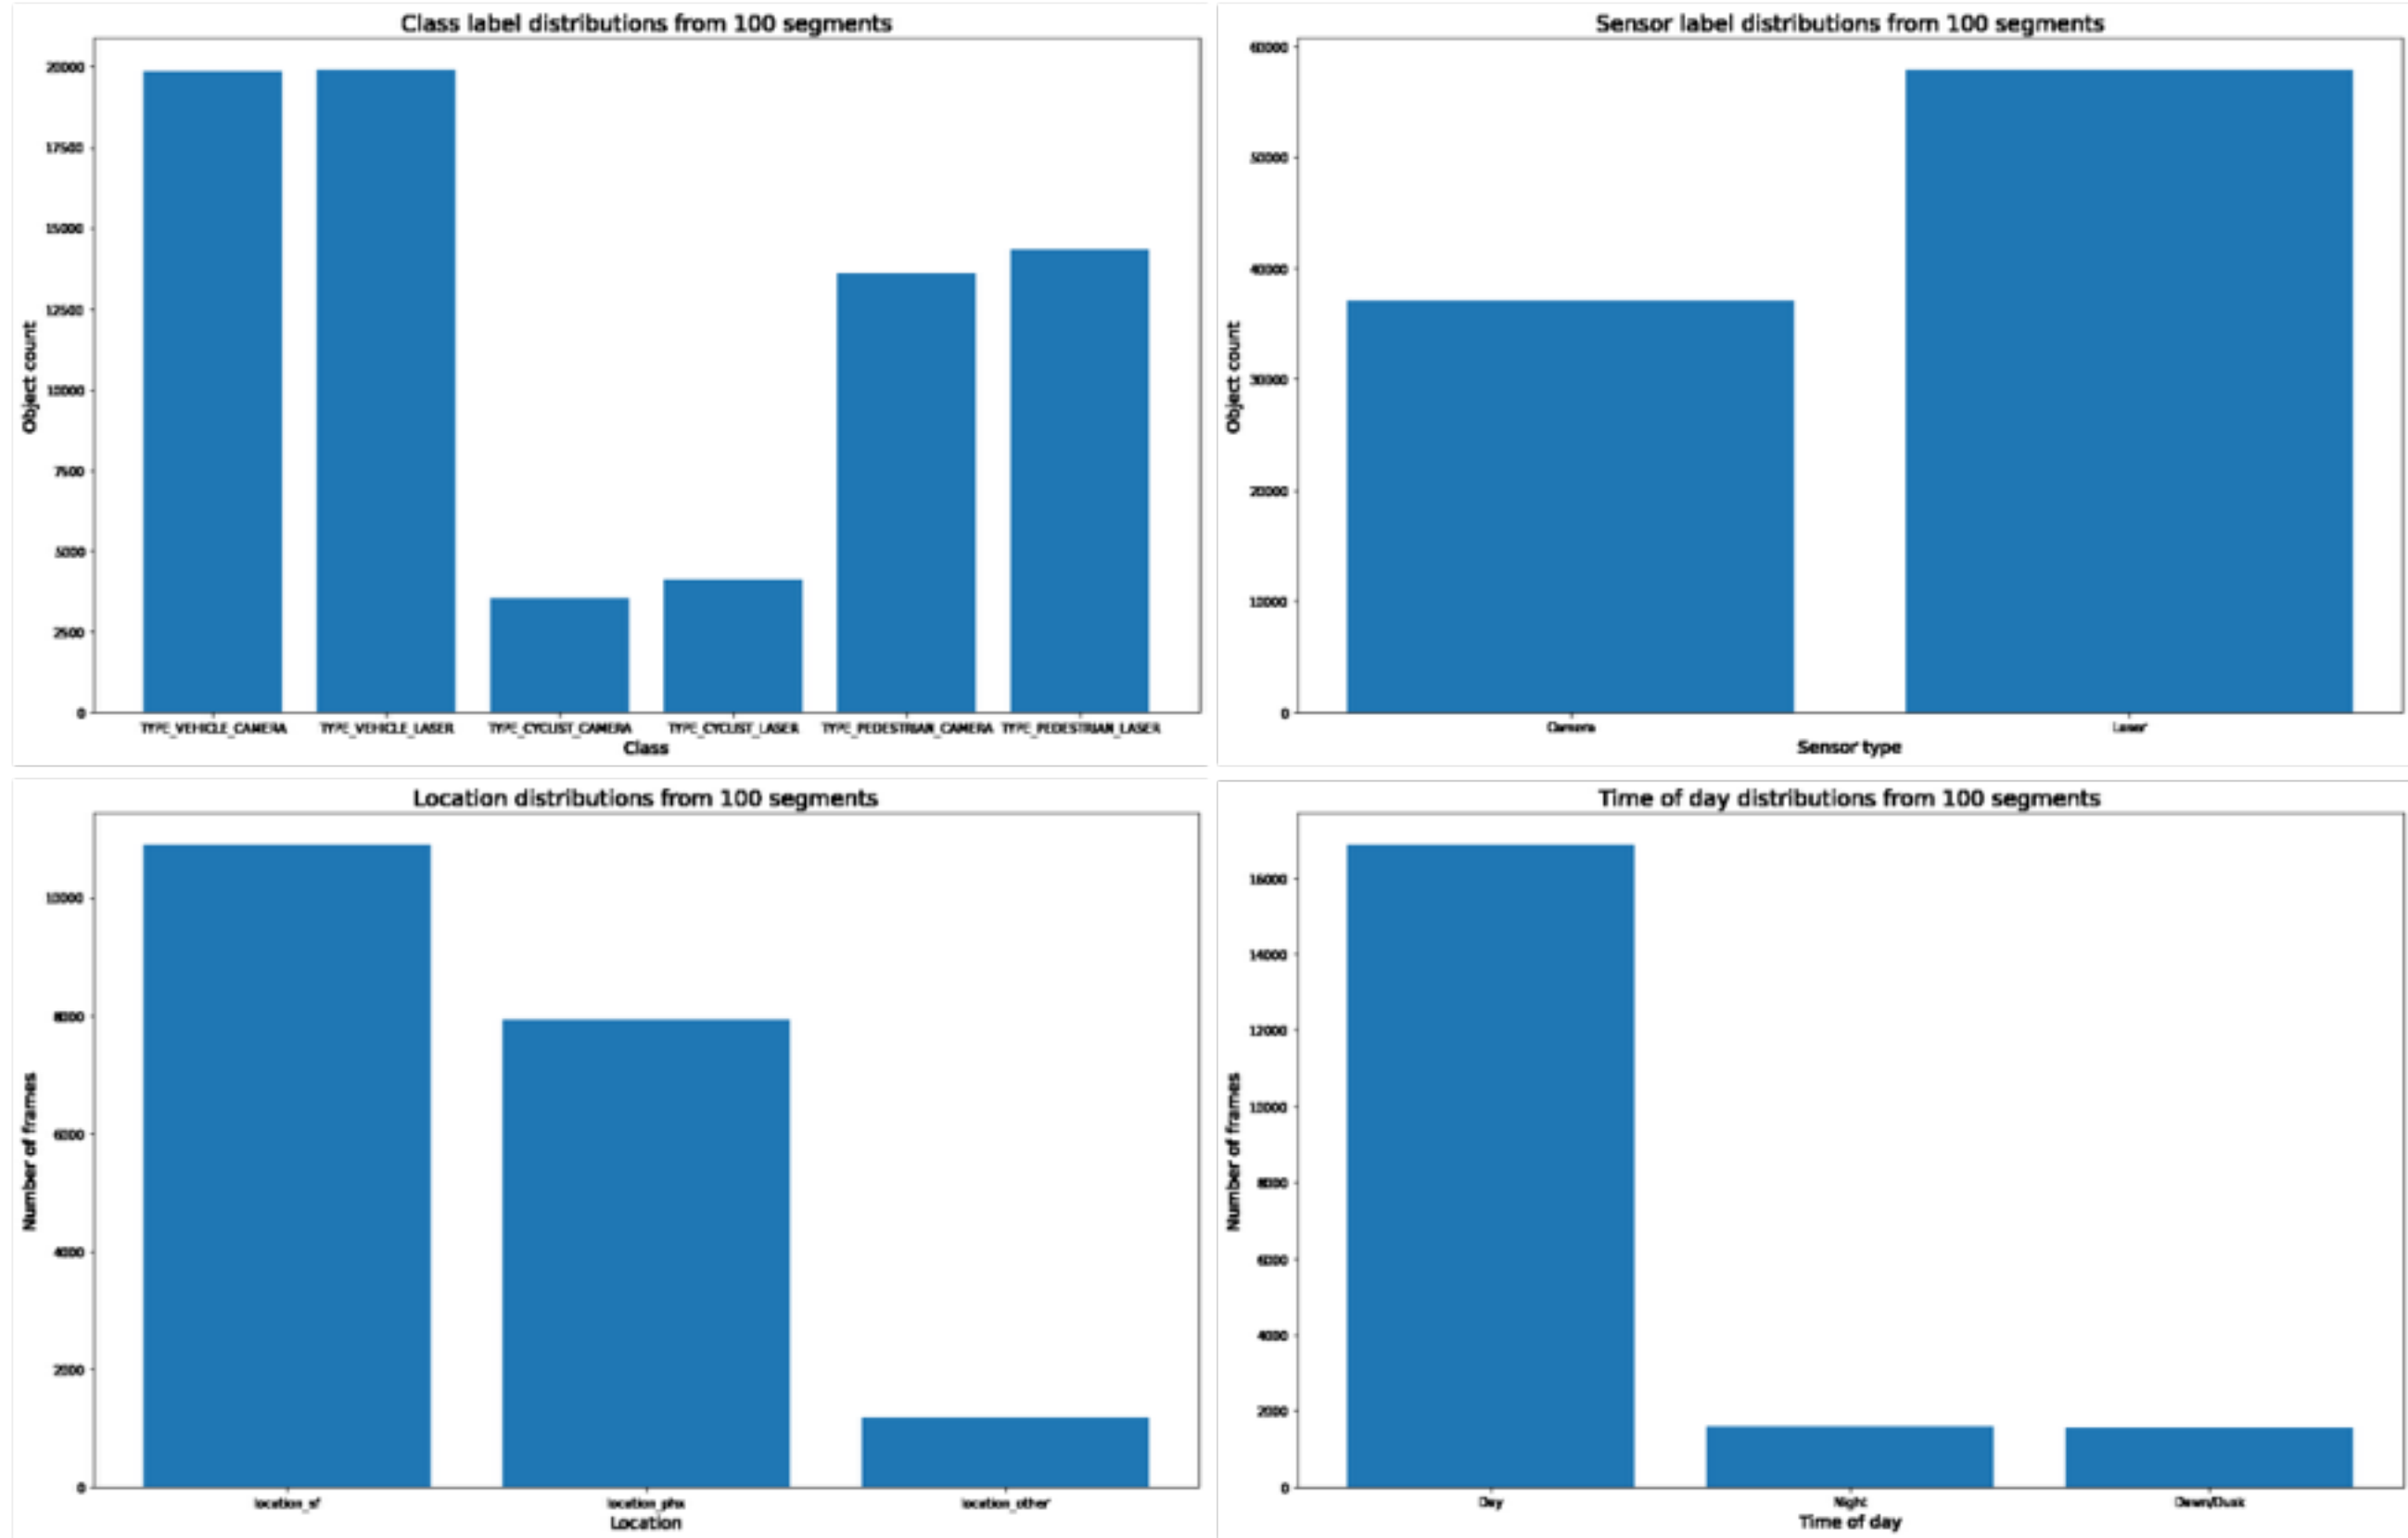 Class label distributions from 100 segments
20000
17500
15000
12500
10000
7500
5000
2500
0
Object count
TYPE_VEHICLE_CAMERA TYPE_VEHICLE_LASER TYPE_CYCLIST_CAMERA TYPE_CYCLIST_LASER TYPE_PEDESTRIAN_CAMERA TYPE_PEDESTRIAN_LASER
Class
Sensor label distributions from 100 segments
60000
50000
40000
30000
20000
10000
0
Object count
Camera Laser
Sensor type
Location distributions from 100 segments
10000
8000
6000
4000
2000
0
Number of frames
location_sf location_phx location_other
Location
Time of day distributions from 100 segments
16000
14000
12000
10000
8000
6000
4000
2000
0
Number of frames
Day Night Dawn/Dusk
Time of day